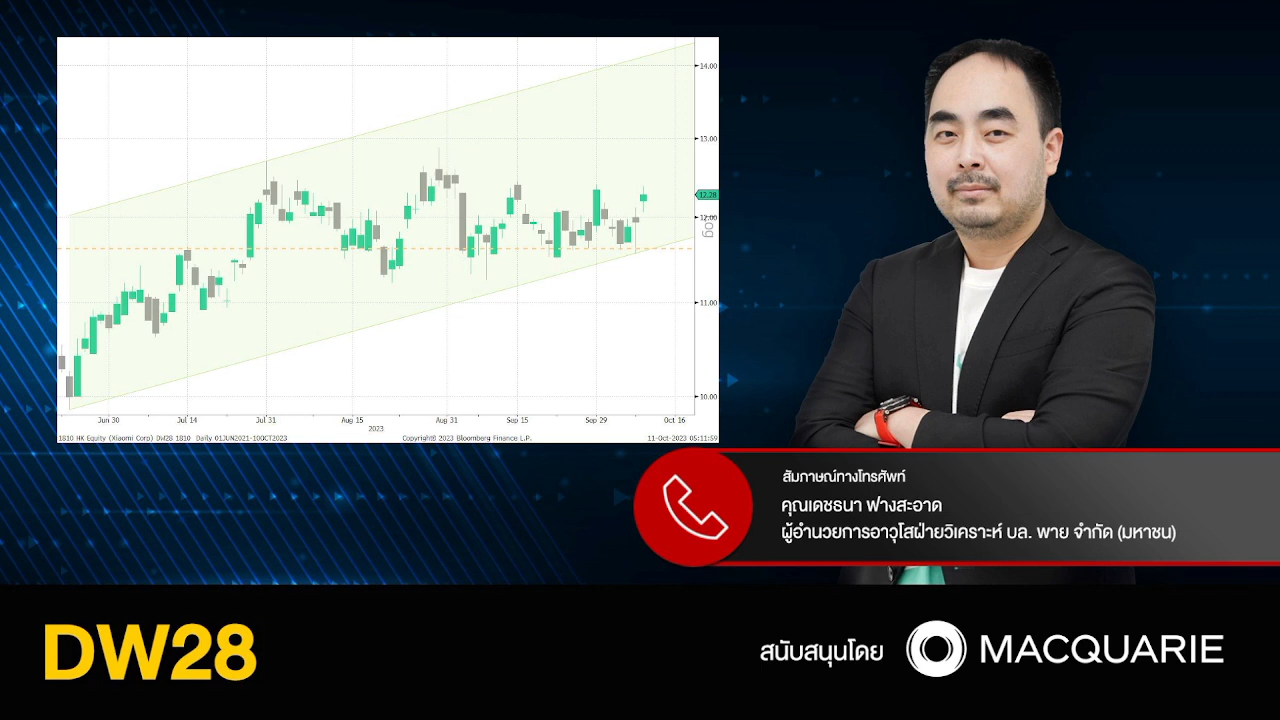 14.00
13.00
12.28
12.00
Log
11.00
10.00
Jun 30
Jul 14
Jul 31
Aug 15
Aug 31
Sep 15
Sep 29
Oct 16
2023
1810 HK Equity (Xiaomi Corp) DW28 1810 Daily 01JUN2021-10OCT2023
Copyright© 2023 Bloomberg Finance L.P.
11-Oct-2023 05:11:59
สัมภาษณ์ทางโทรศัพท์
คุณเดชธนา ฟางสะอาด
ผู้อำนวยการอาวุโสฝ่ายวิเคราะห์ บล. พาย จำกัด (มหาชน)
DW28
สนับสนุนโดย
MACQUARIE